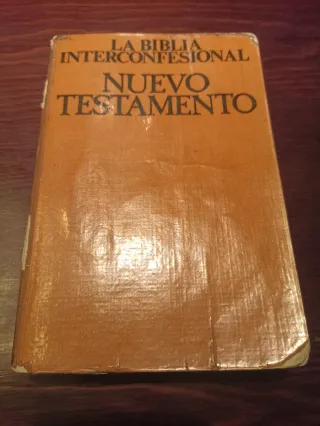 LA BIBLIA
INTERCONFESIONAL
NUEVO
TESTAMENTO